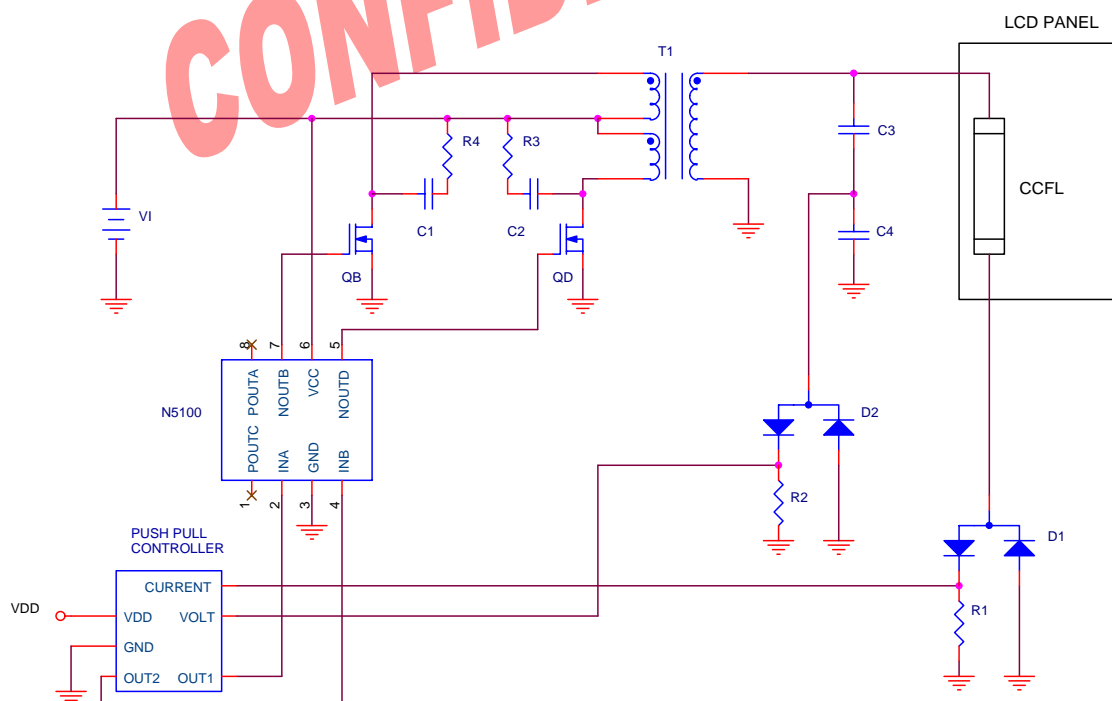 CONFID
LCD PANEL
T1
R4
R3
C3
VI
C1
C2
CCFL
C4
QB
QD
8
7
6
5
POUTA
NOUTB
VCC
NOUTD
N5100
POUTC
INA
GND
INB
1
2
3
4
D2
R2
PUSH PULL
CONTROLLER
D1
CURRENT
VDD
VDD
VOLT
R1
GND
OUT2
OUT1